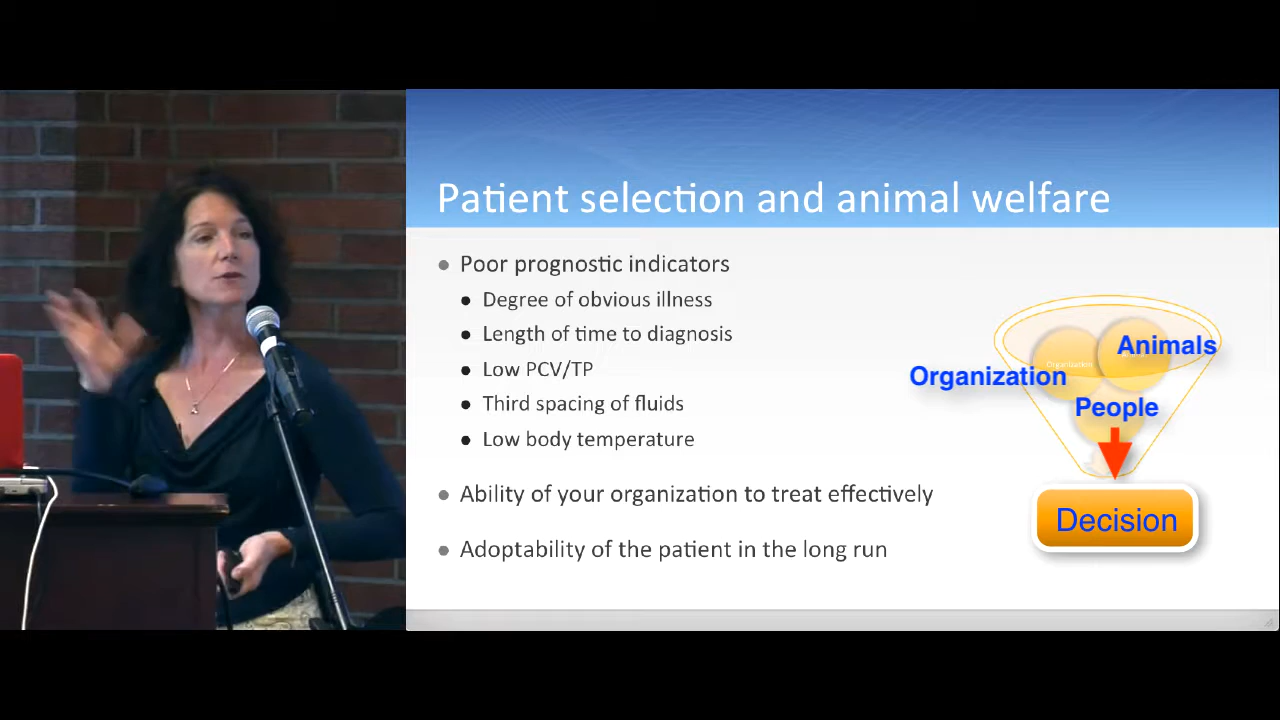 Patient selection and animal welfare
Poor prognostic indicators
Degree of obvious illness
Length of time to diagnosis
Low PCV/TP
Third spacing of fluids
Low body temperature
Ability of your organization to treat effectively
Adoptability of the patient in the long run
Animals
Organization
Organization
People
Decision